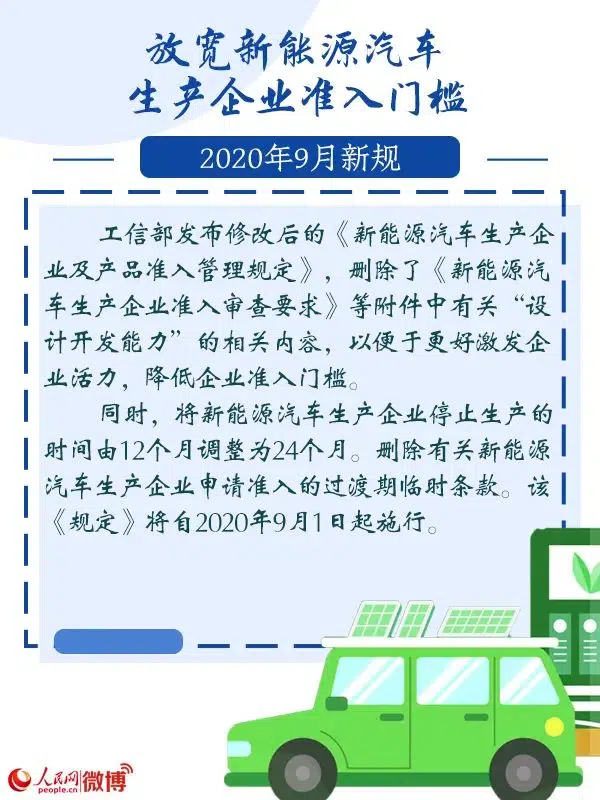 放宽新能源汽车
生产企业准入门槛
2020年9月新规
工信部发布修改后的《新能源汽车生产企
业及产品准入管理规定》，删除了《新能源汽
车生产企业准入审查要求》等附件中有关“设
计开发能力”的相关内容，以便于更好激发企
业活力，降低企业准入门槛。
同时，将新能源汽车生产企业停止生产的
时间由12个月调整为24个月。删除有关新能源
汽车生产企业申请准入的过渡期临时条款。该
《规定》将自2020年9月1日起施行。
人民网 微博
people.cn